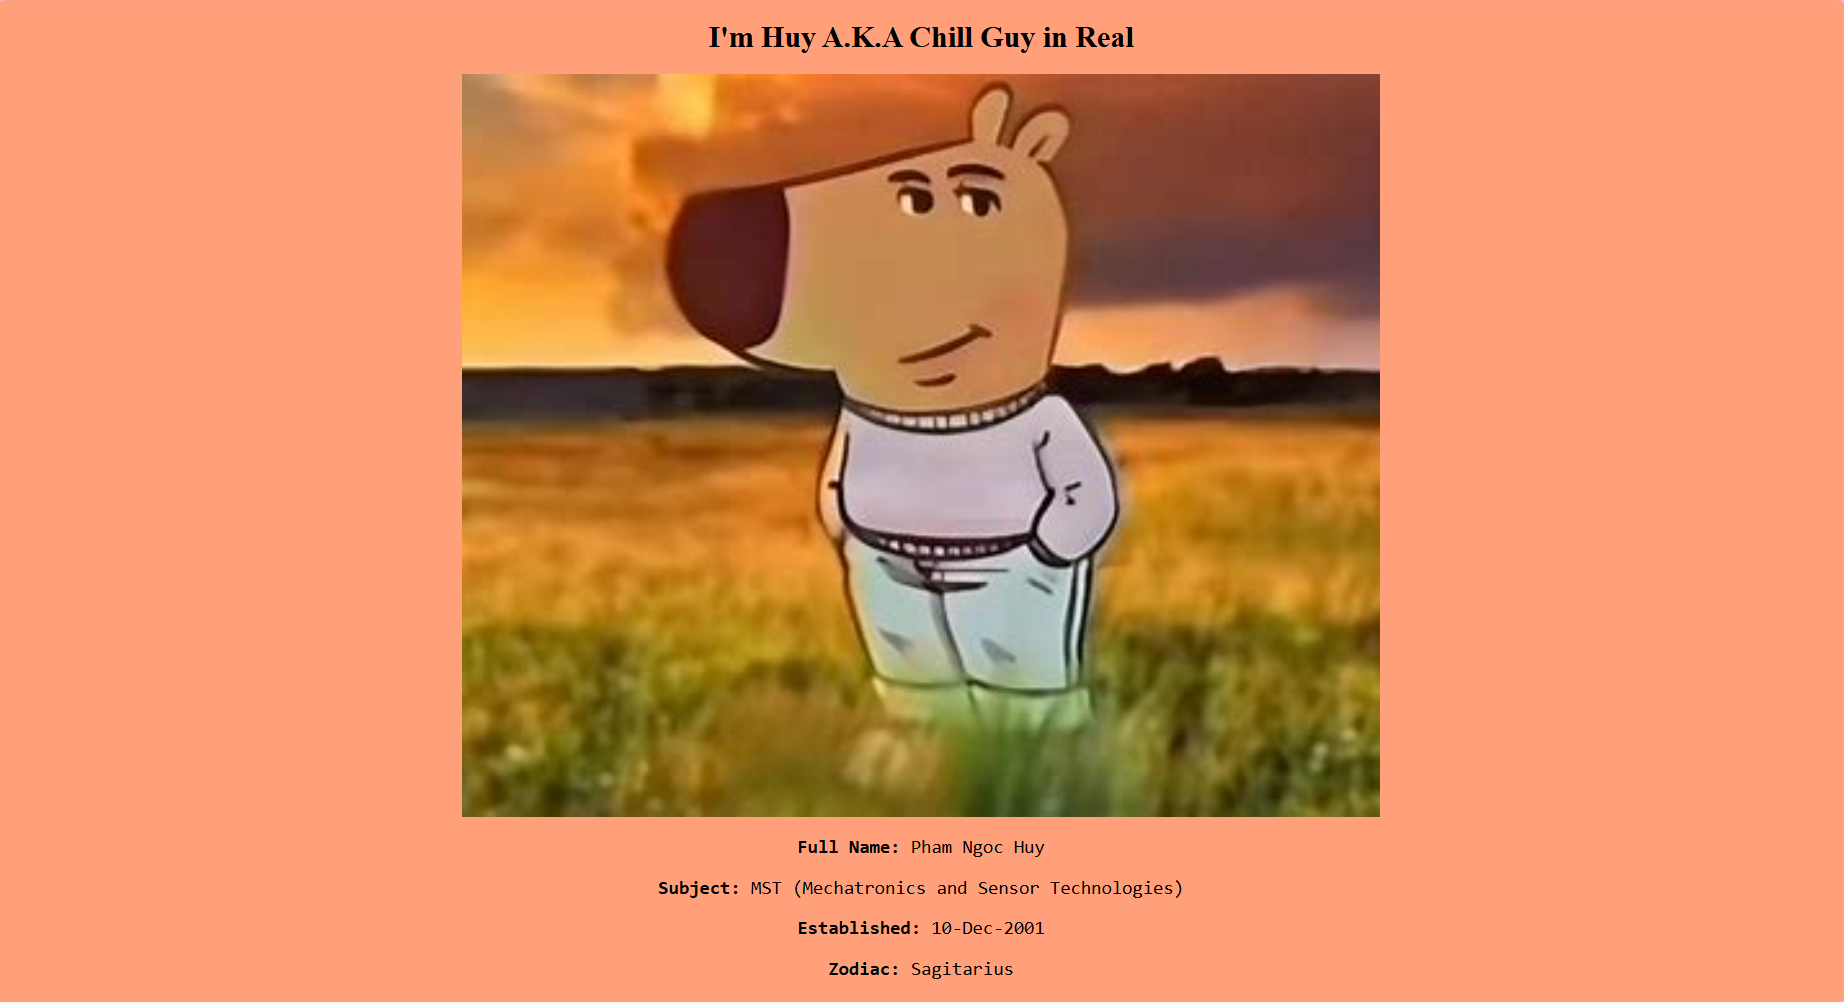 I'm Huy A.K.A Chill Guy in Real
Full Name: Pham Ngoc Huy
Subject: MST (Mechatronics and Sensor Technologies)
Established: 10-Dec-2001
Zodiac: Sagitarius